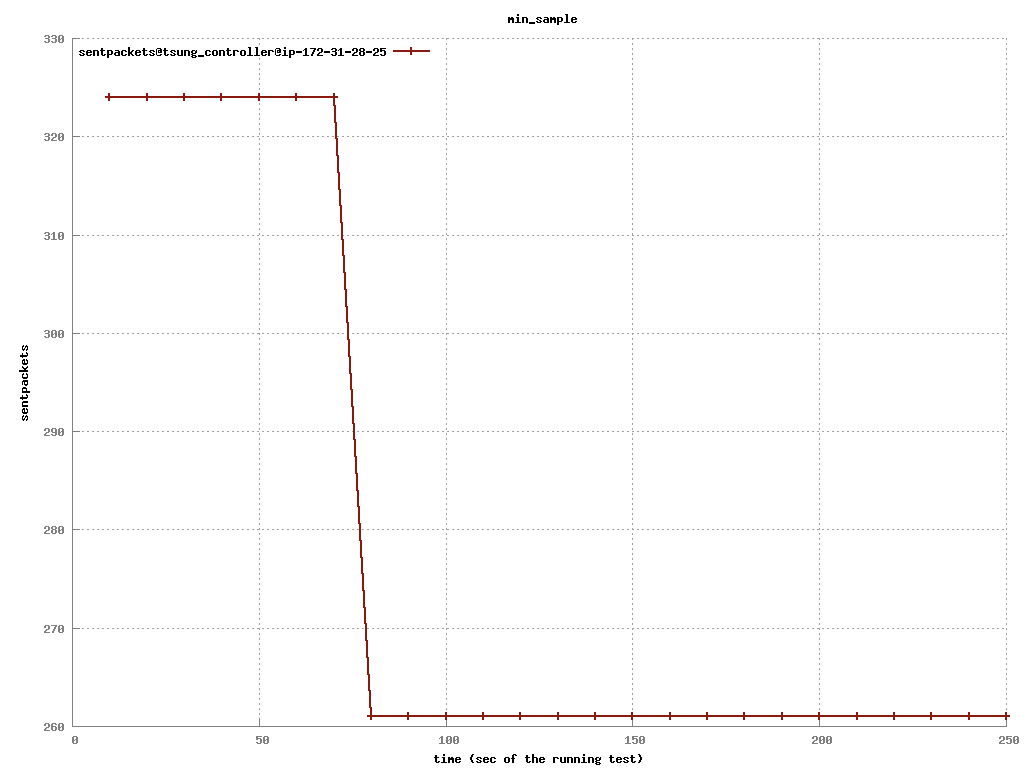 min_sample
sentpackets@tsung_controller@ip-172-31-28-25
330
320
310
300
290
280
270
260
sentpackets
0 50 100 150 200 250
time (sec of the running test)